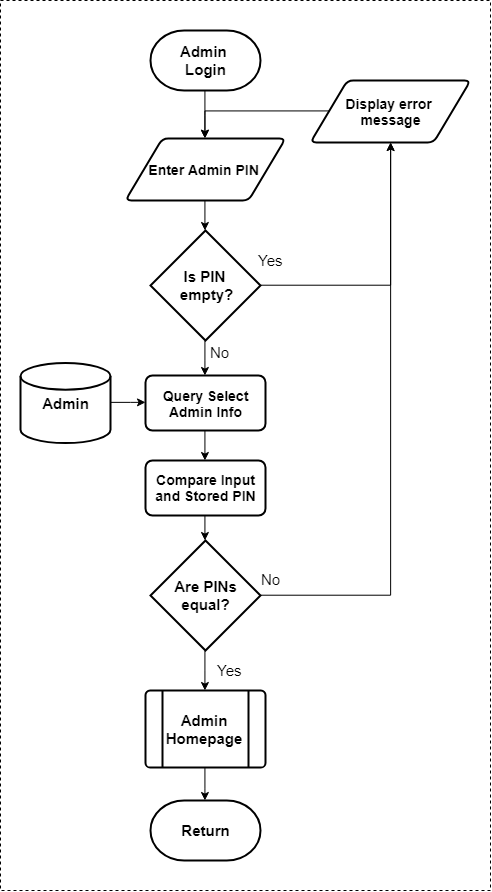 Admin
Login
Display error
message
Enter Admin PIN
Yes
Is PIN
empty?
No
Query Select
Admin Info
Admin
Compare Input
and Stored PIN
Are PINs
equal?
No
Yes
Admin
Homepage
Return